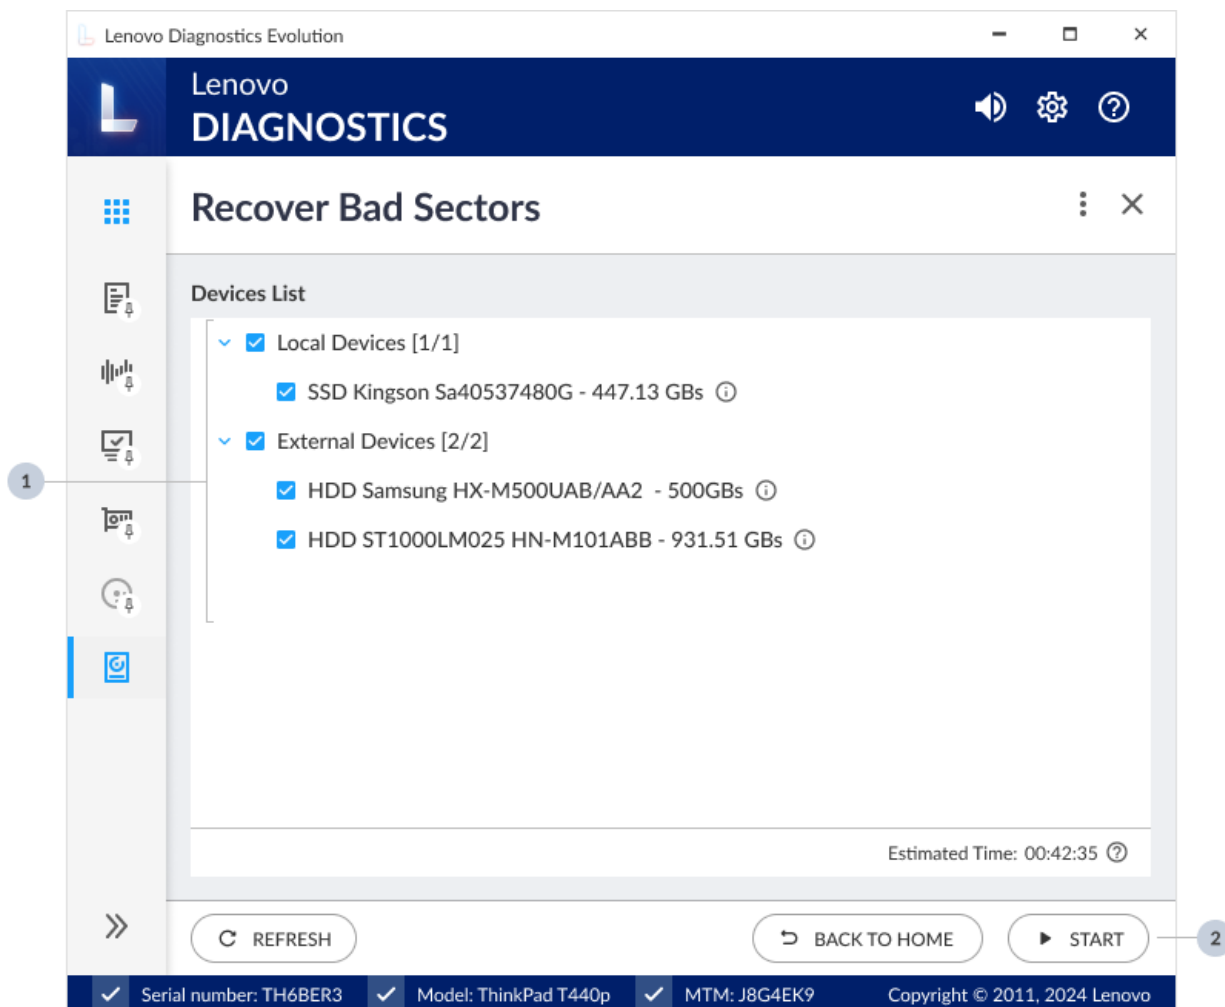 Lenovo Diagnostics Evolution
Lenovo
DIAGNOSTICS
Recover Bad Sectors
Devices List
Local Devices [1/1]
SSD Kingson Sa40537480G - 447.13 GBs
External Devices [2/2]
1
HDD Samsung HX-M500UAB/AA2 - 500GBs
HDD ST1000LM025 HN-M101ABB - 931.51 GBs
Estimated Time: 00:42:35
REFRESH
BACK TO HOME
START
2
Serial number: TH6BER3
Model: ThinkPad T440p
MTM: J8G4EK9
Copyright © 2011, 2024 Lenovo